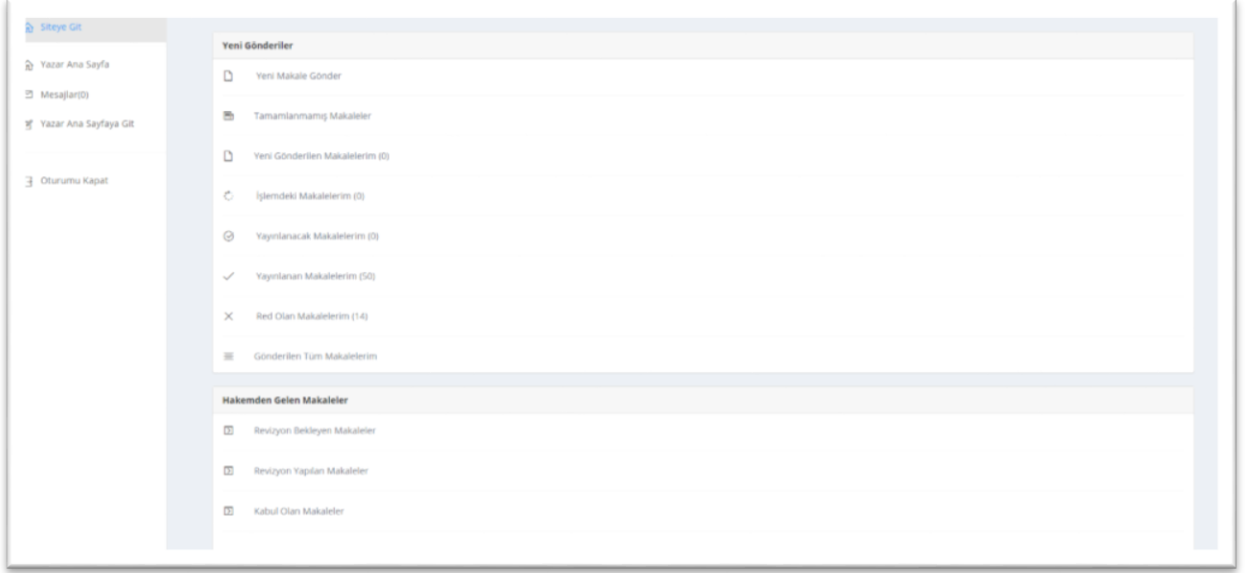 Siteye Git
Yazar Ana Sayfa
Mesajlar(0)
Yazar Ana Sayfaya Git
Oturumu Kapat
Yeni Gönderiler
Yeni Makale Gönder
Tamamlanmamış Makaleler
Yeni Gönderilen Makalelerim (0)
İşlemdeki Makalelerim (0)
Yayınlanacak Makalelerim (0)
Yayınlanan Makalelerim (50)
Red Olan Makalelerim (14)
Gönderilen Tüm Makalelerim
Hakemden Gelen Makaleler
Revizyon Bekleyen Makaleler
Revizyon Yapılan Makaleler
Kabul Olan Makaleler